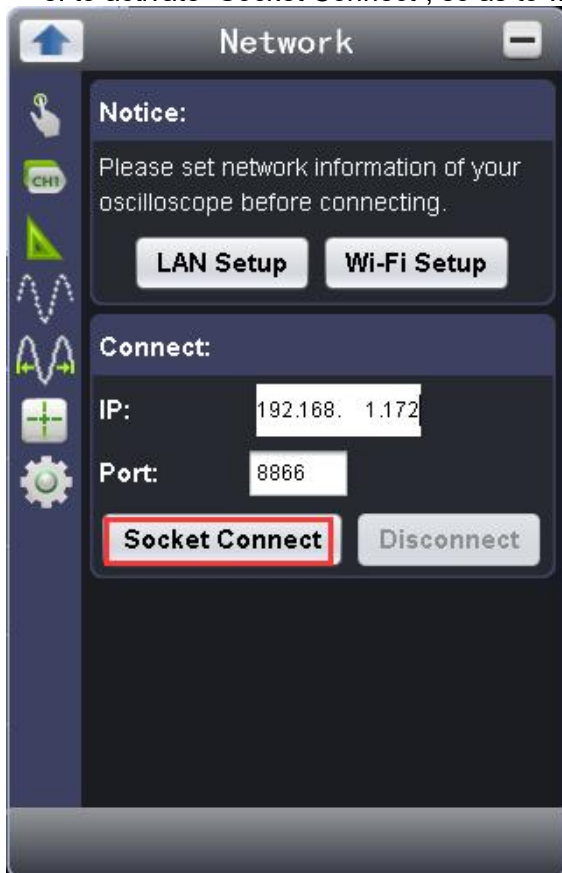 Network
Notice:
CH1
Please set network information of your
oscilloscope before connecting.
LAN Setup Wi-Fi Setup
Connect:
IP: 192.168. 1.172
Port: 8866
Socket Connect Disconnect